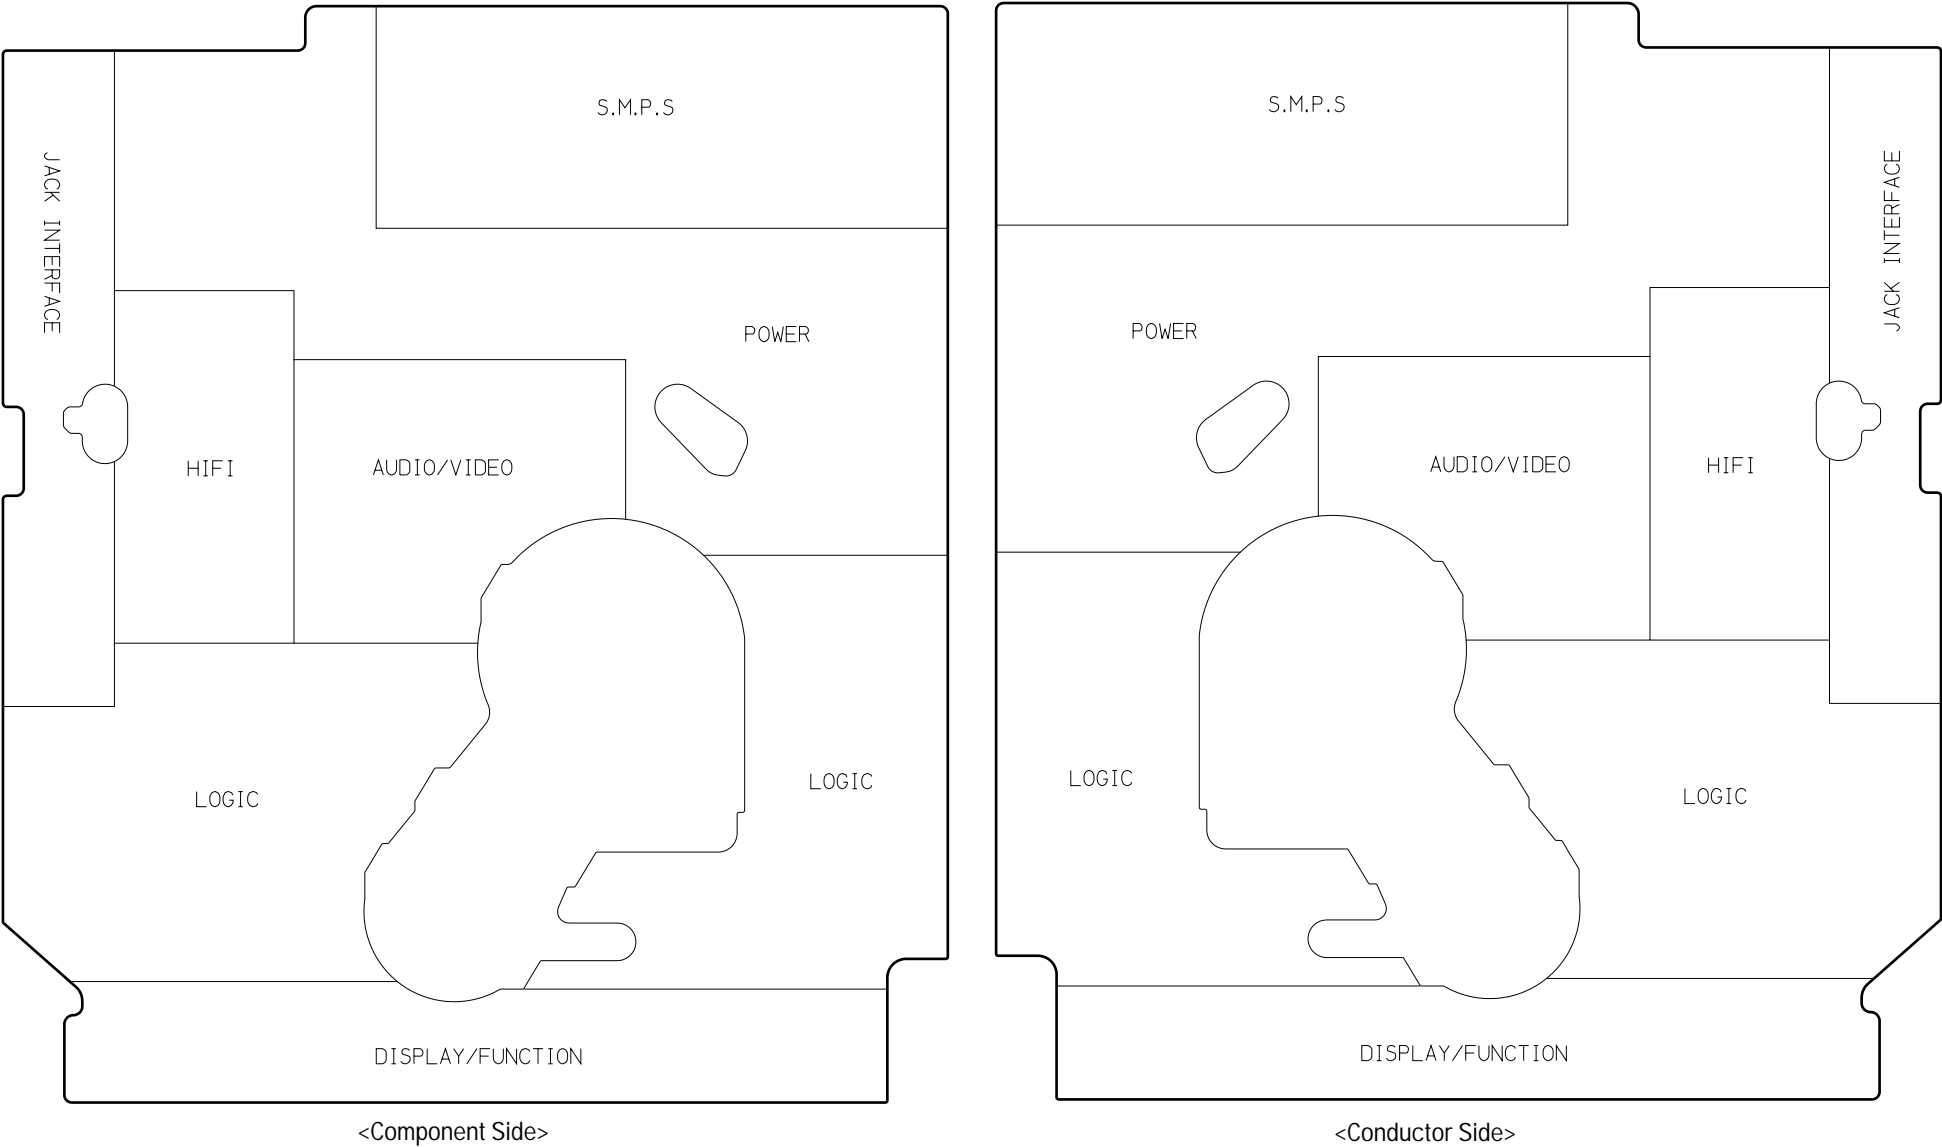 S.M.P.S
JACK INTERFACE
POWER
HIFI
AUDIO/VIDEO
LOGIC
LOGIC
DISPLAY/FUNCTION
<Component Side>
S.M.P.S
JACK INTERFACE
POWER
AUDIO/VIDEO
HIFI
LOGIC
LOGIC
DISPLAY/FUNCTION
<Conductor Side>